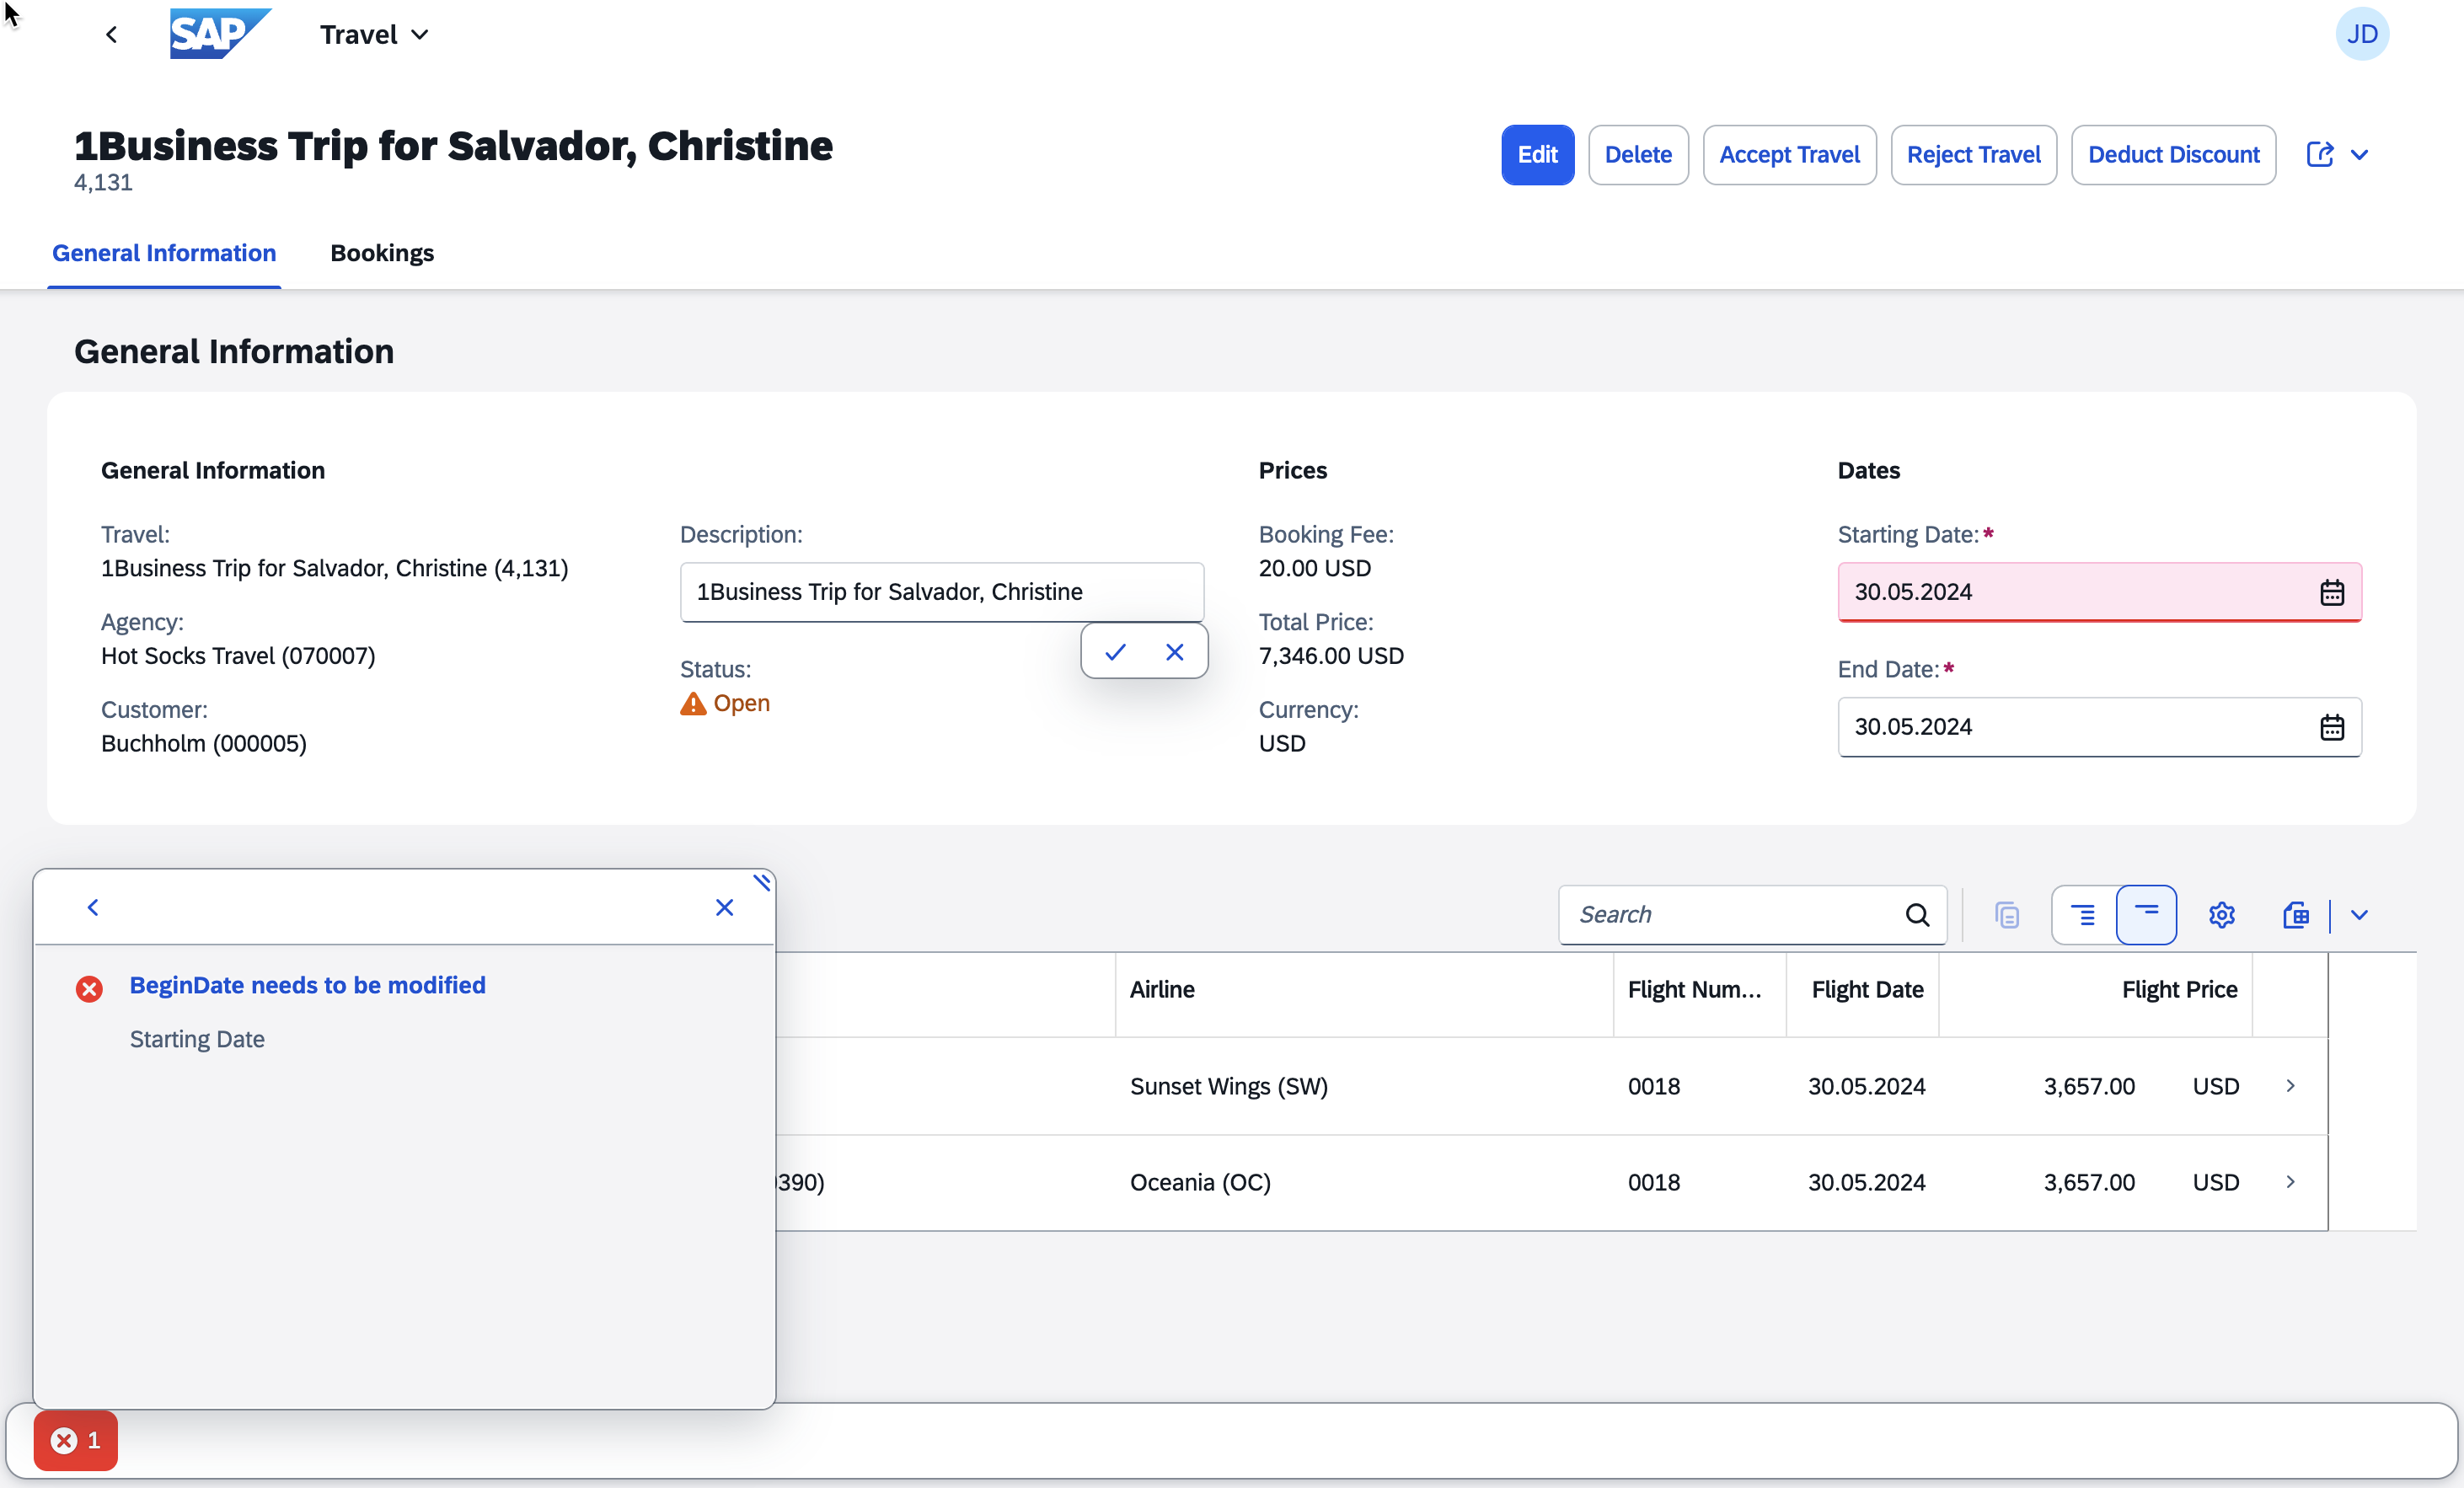 SAP
Travel
JD
1Business Trip for Salvador, Christine
4,131
Edit
Delete
Accept Travel
Reject Travel
Deduct Discount
General Information
Bookings
General Information
General Information
Travel:
1Business Trip for Salvador, Christine (4,131)
Agency:
Hot Socks Travel (070007)
Customer:
Buchholm (000005)
Description:
1Business Trip for Salvador, Christine
Status:
Open
Prices
Booking Fee:
20.00 USD
Total Price:
7,346.00 USD
Currency:
USD
Dates
Starting Date:*
30.05.2024
End Date:*
30.05.2024
Search
Airline
Flight Num...
Flight Date
Flight Price
Sunset Wings (SW)
0018
30.05.2024
3,657.00 USD
390)
Oceania (OC)
0018
30.05.2024
3,657.00 USD
BeginDate needs to be modified
Starting Date
1